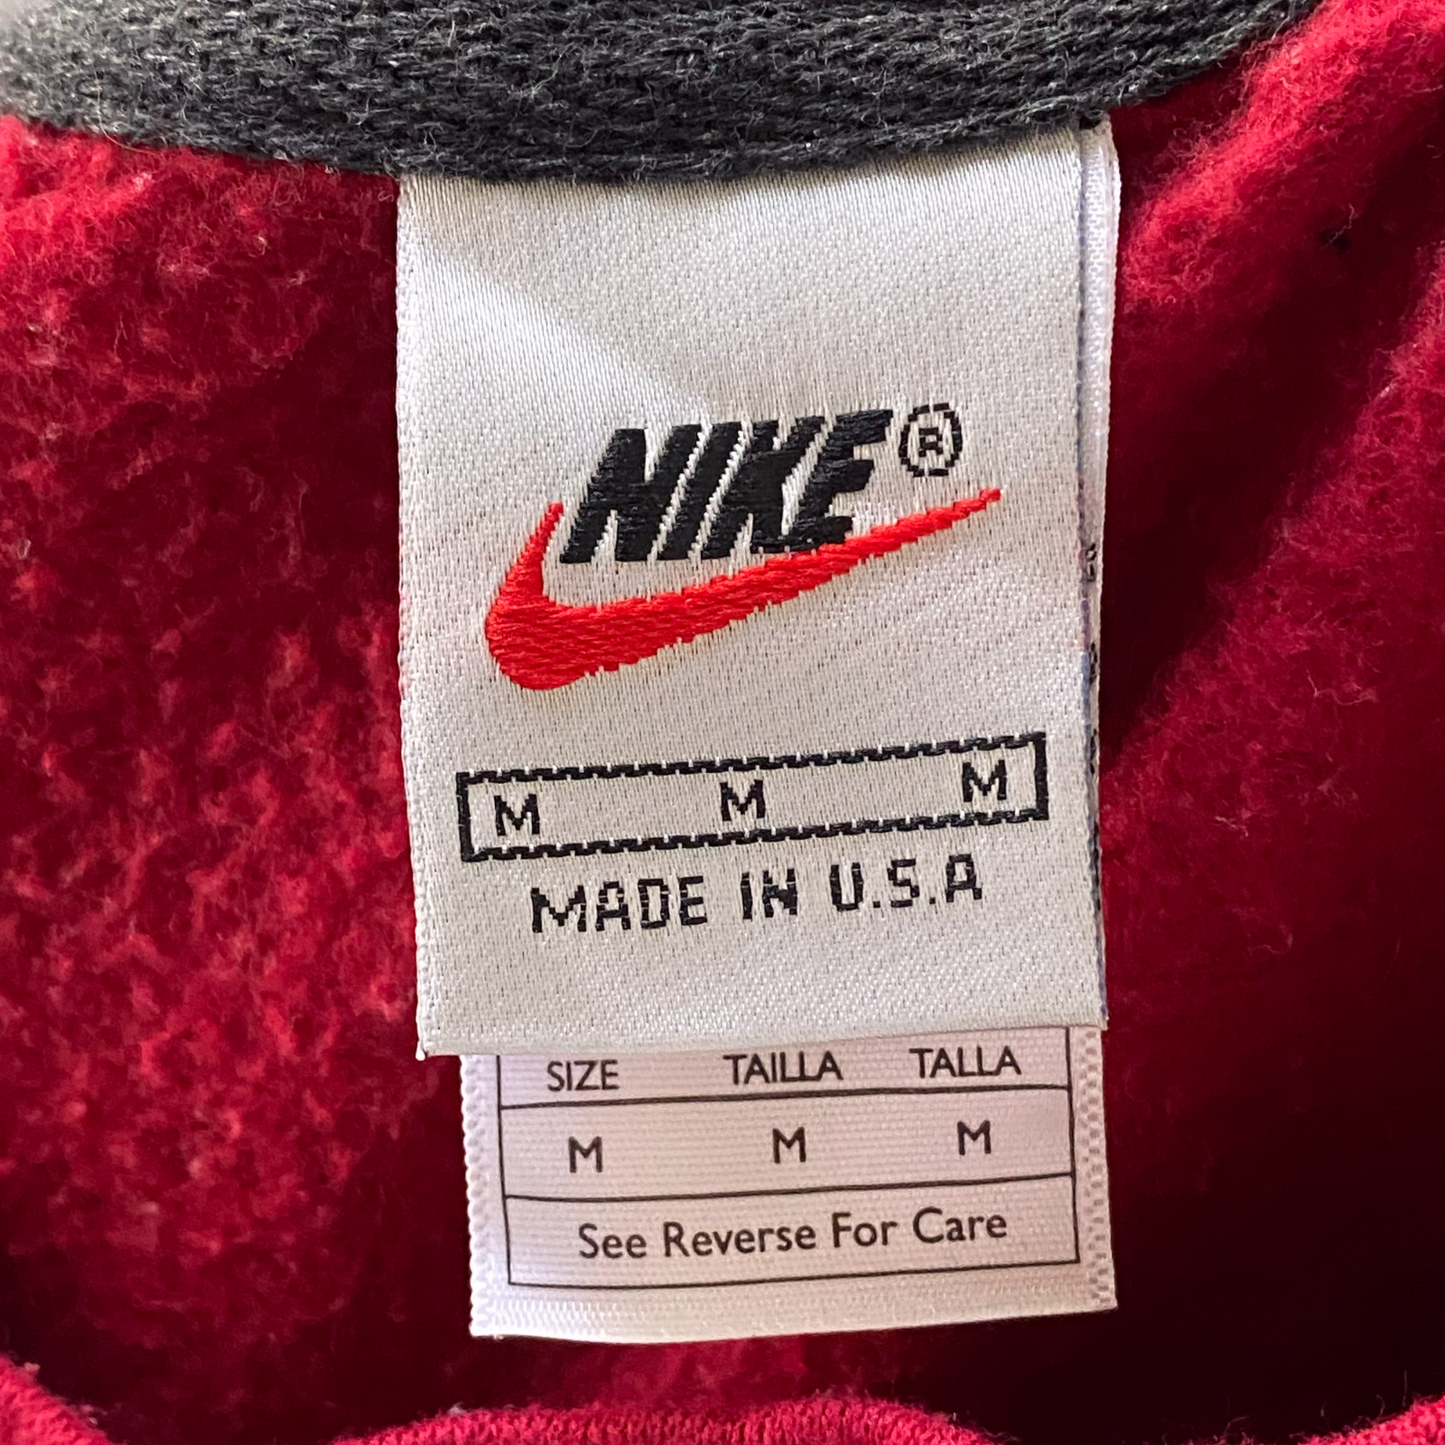 NIKE®
M M M
MADE IN U.S.A
SIZE TAILLA TALLA
M M M
See Reverse For Care